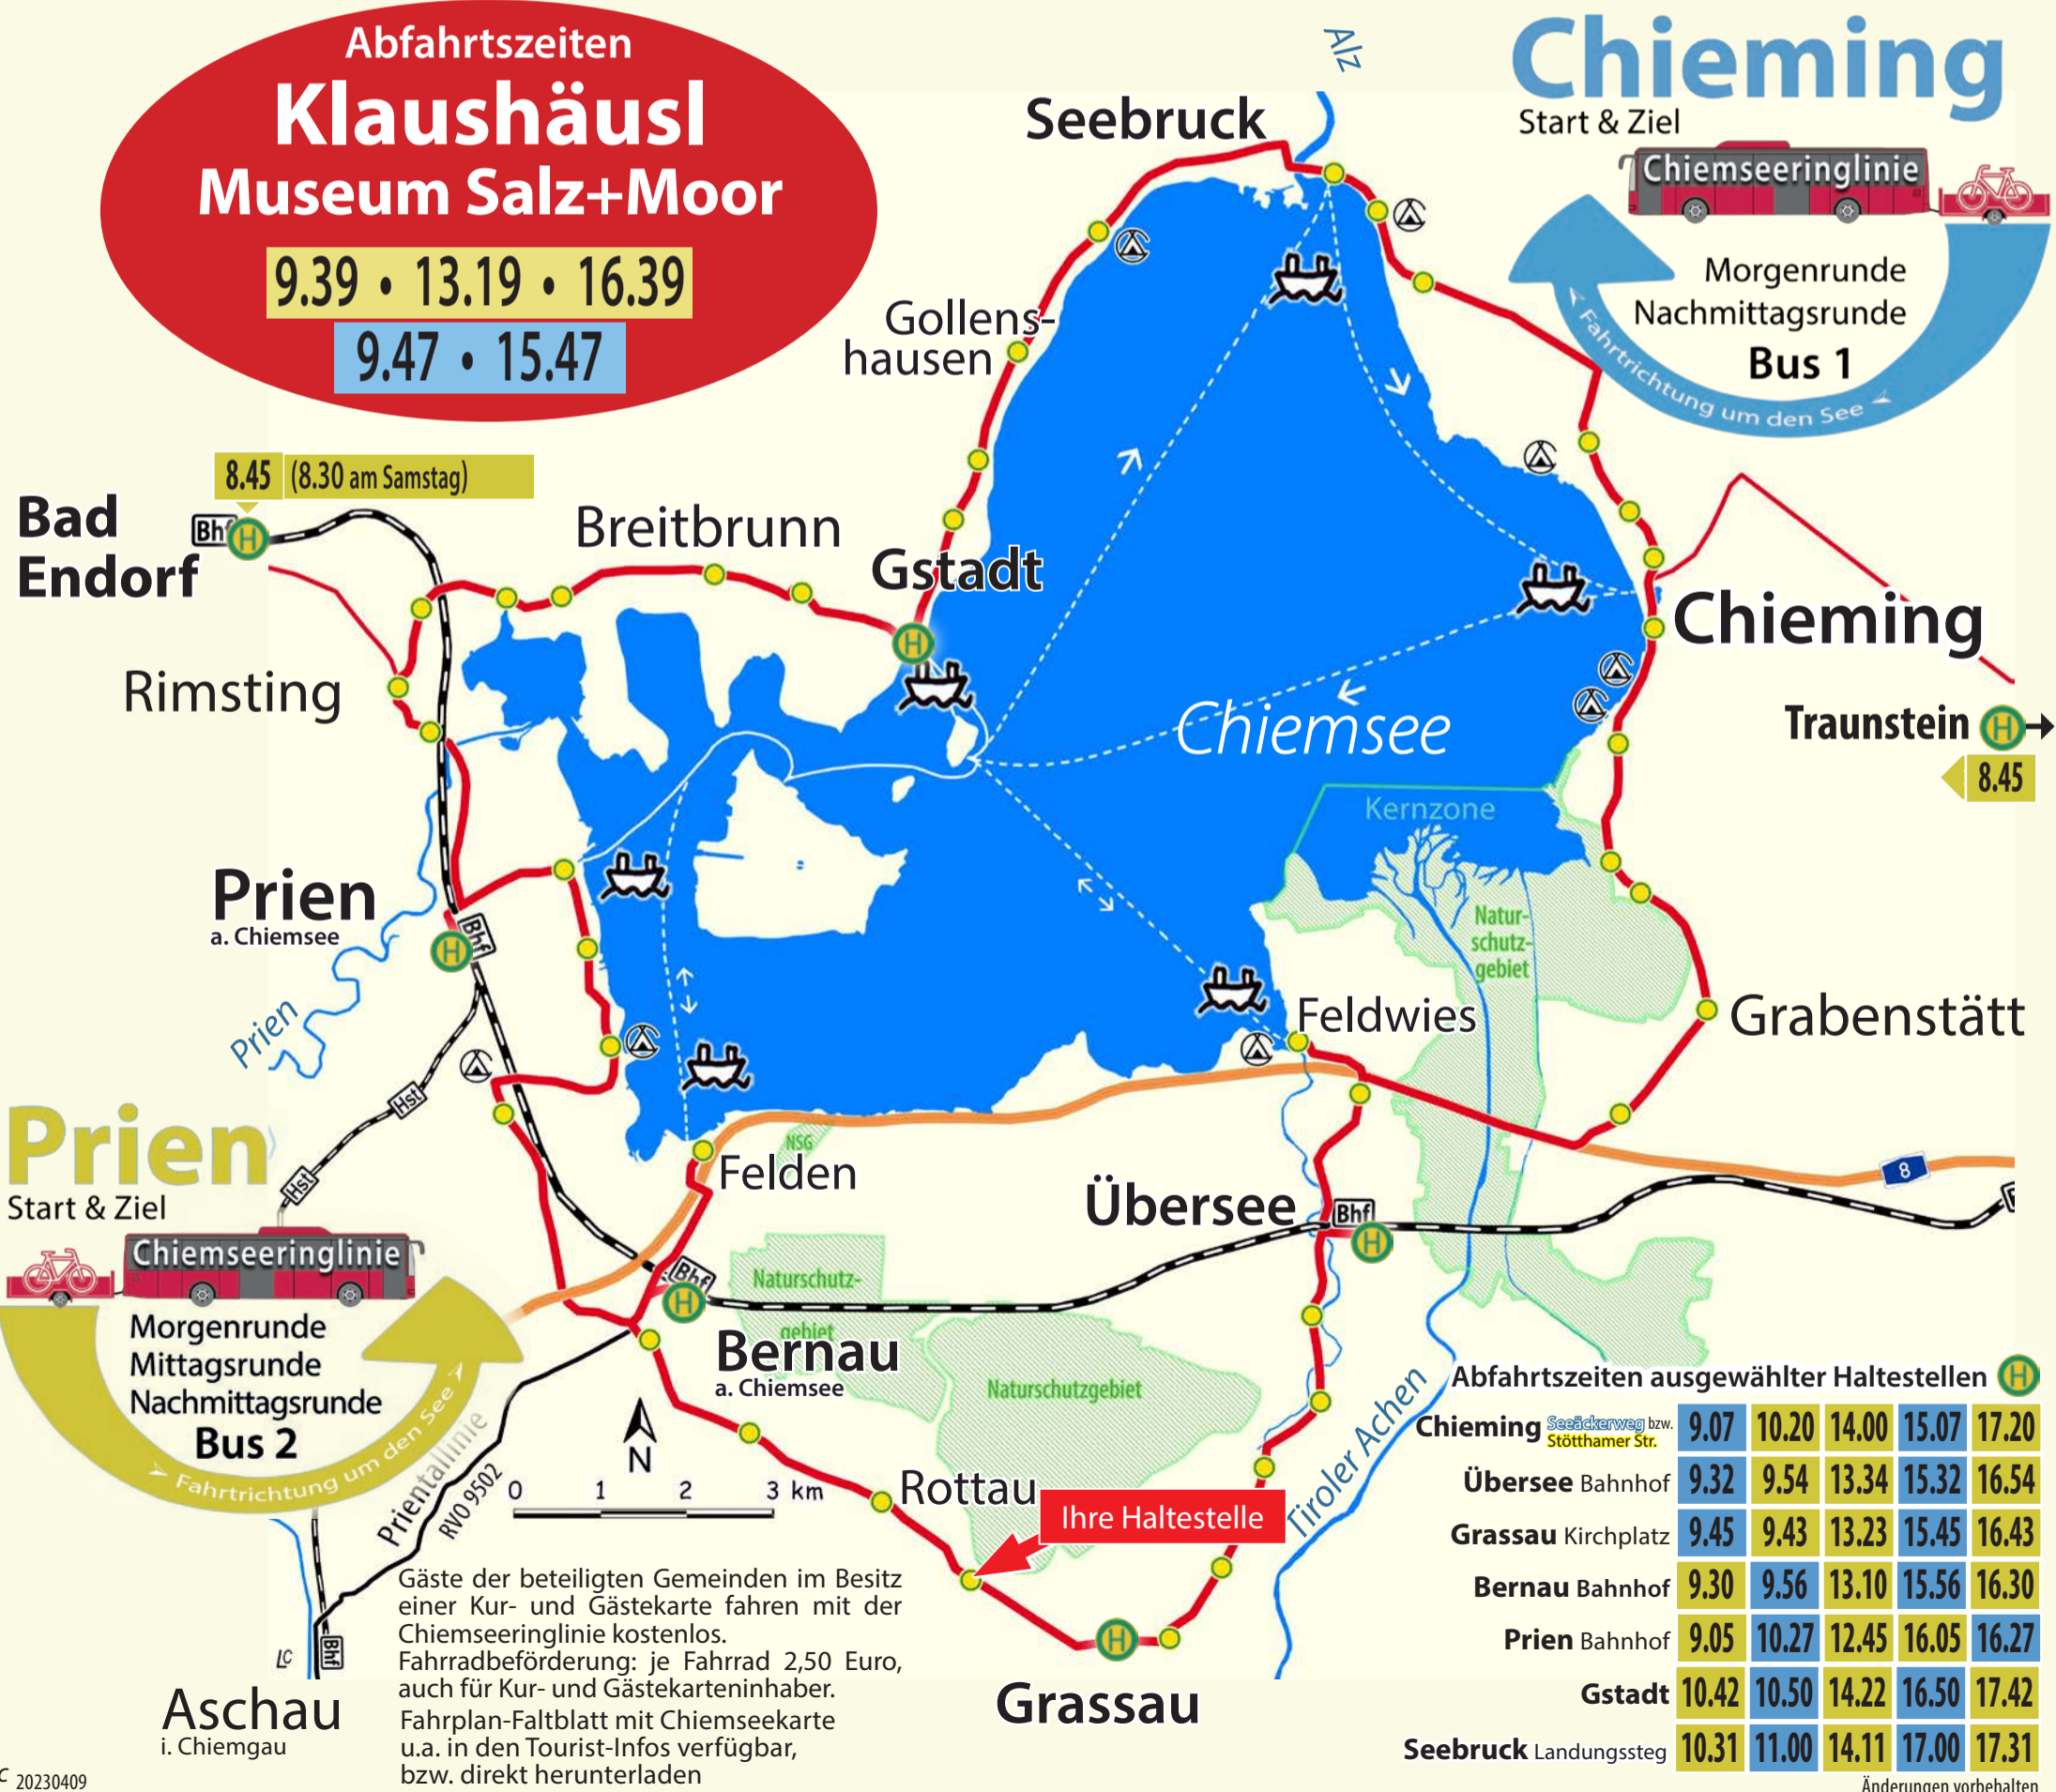 Abfahrtszeiten
Klaushäusl
Museum Salz+Moor
9.39 • 13.19 • 16.39
9.47 • 15.47
Chieming
Start & Ziel
Chiemseeringlinie
Morgenrunde
Nachmittagsrunde
Bus 1
Fahrtrichtung um den See
Alz
Seebruck
Gollens-
hausen
8.45 (8.30 am Samstag)
Bad
Endorf
Bhf
H
Breitbrunn
Gstadt
H
Rimsting
Chiemsee
Chieming
Traunstein H
8.45
Kernzone
Natur-
schutz-
gebiet
Prien
a. Chiemsee
Bhf
H
Prien
Feldwies
Grabenstätt
Hst
Hst
NSG
Felden
8
Übersee
Bhf
H
Bhf
H
Naturschutz-
gebiet
Bernau
a. Chiemsee
Naturschutzgebiet
Prien
Start & Ziel
Chiemseeringlinie
Morgenrunde
Mittagsrunde
Nachmittagsrunde
Bus 2
Fahrtrichtung um den See
Prientallinie
RVO 9502
N
0 1 2 3 km
Rottau
Ihre Haltestelle
Tiroler Achen
H
Grassau
LC
Bhf
Aschau
i. Chiemgau
Gäste der beteiligten Gemeinden im Besitz
einer Kur- und Gästekarte fahren mit der
Chiemseeringlinie kostenlos.
Fahrradbeförderung: je Fahrrad 2,50 Euro,
auch für Kur- und Gästekarteninhaber.
Fahrplan-Faltblatt mit Chiemseekarte
u.a. in den Tourist-Infos verfügbar,
bzw. direkt herunterladen
Abfahrtszeiten ausgewählter Haltestellen H
Chieming Seeäckerweg bzw. Stötthamer Str. 9.07 10.20 14.00 15.07 17.20
Übersee Bahnhof 9.32 9.54 13.34 15.32 16.54
Grassau Kirchplatz 9.45 9.43 13.23 15.45 16.43
Bernau Bahnhof 9.30 9.56 13.10 15.56 16.30
Prien Bahnhof 9.05 10.27 12.45 16.05 16.27
Gstadt 10.42 10.50 14.22 16.50 17.42
Seebruck Landungssteg 10.31 11.00 14.11 17.00 17.31
Änderungen vorbehalten
20230409